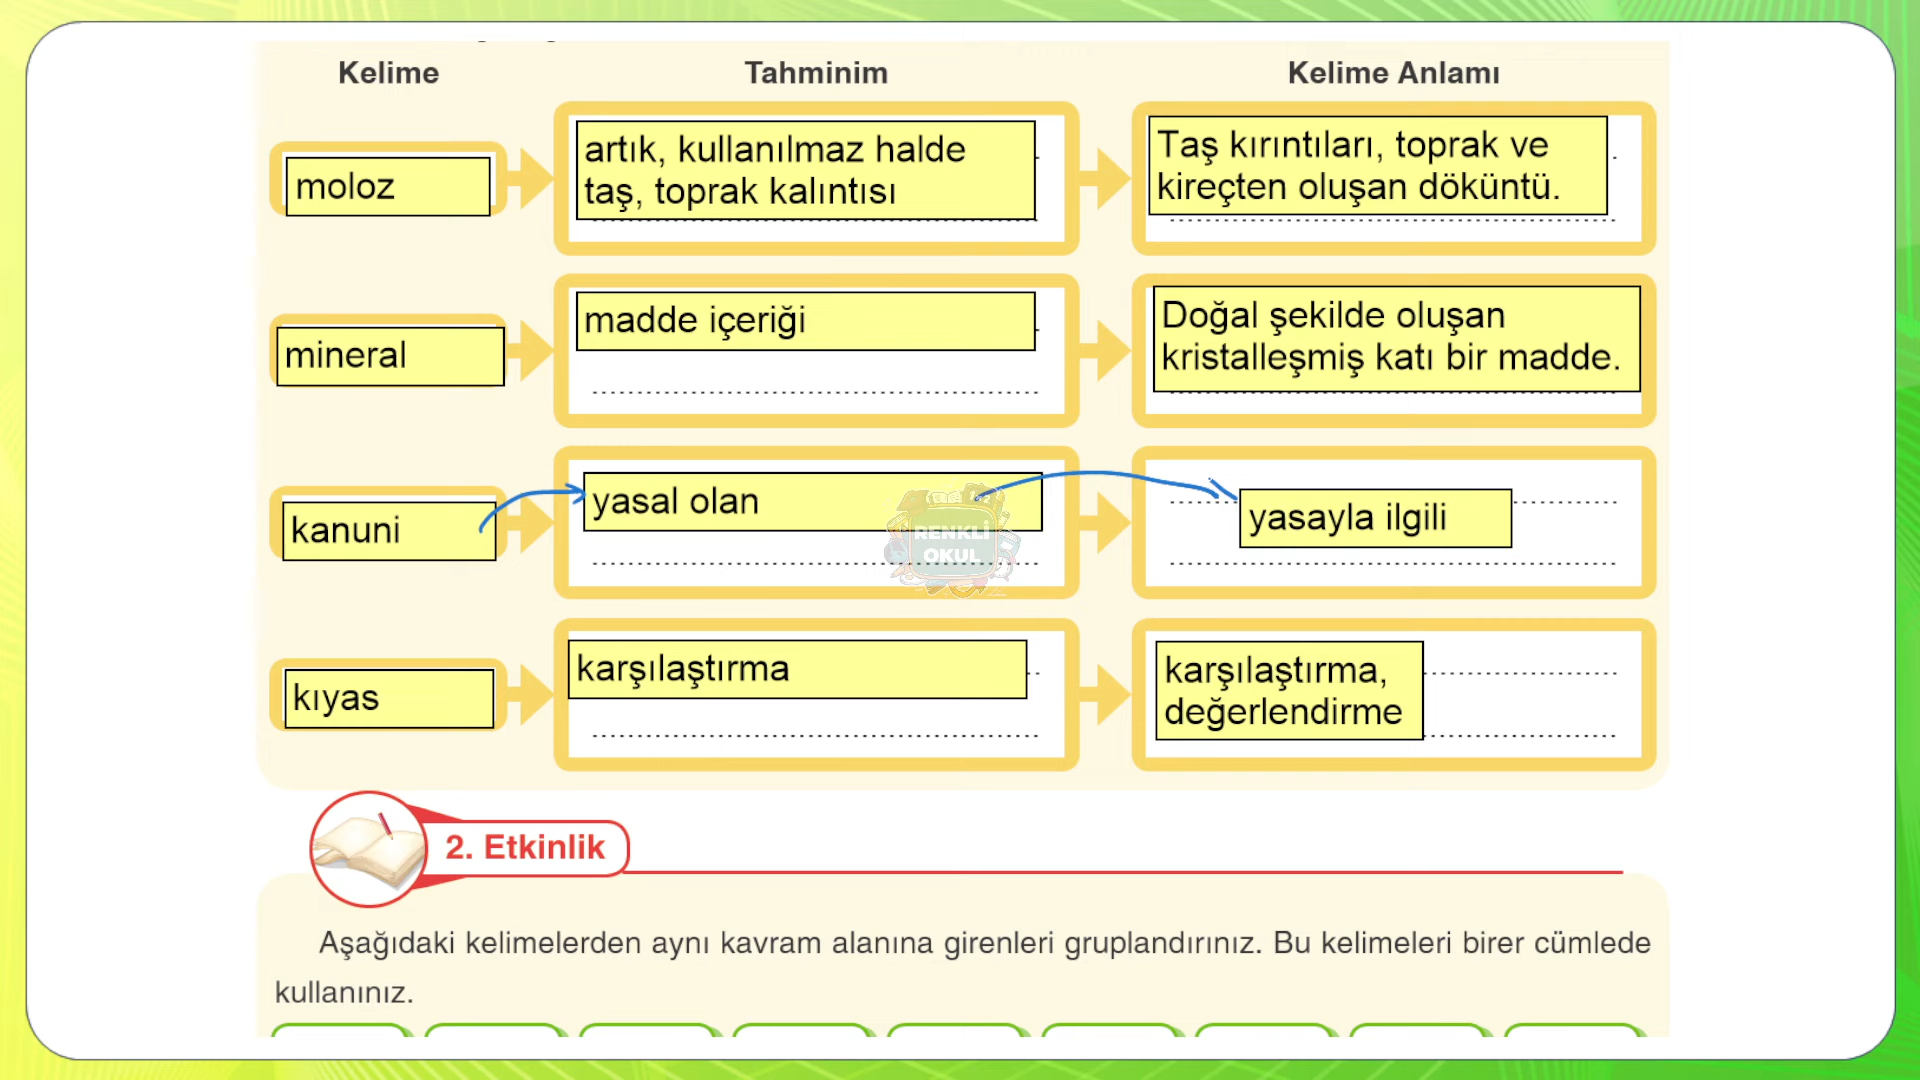 Kelime Tahminim Kelime Anlamı
moloz
artık, kullanılmaz halde
taş, toprak kalıntısı
Taş kırıntıları, toprak ve
kireçten oluşan döküntü.
mineral
madde içeriği
Doğal şekilde oluşan
kristalleşmiş katı bir madde.
kanuni
yasal olan
yasayla ilgili
RENKLİ
OKUL
kıyas
karşılaştırma
karşılaştırma,
değerlendirme
2. Etkinlik
Aşağıdaki kelimelerden aynı kavram alanına girenleri gruplandırınız. Bu kelimeleri birer cümlede
kullanınız.